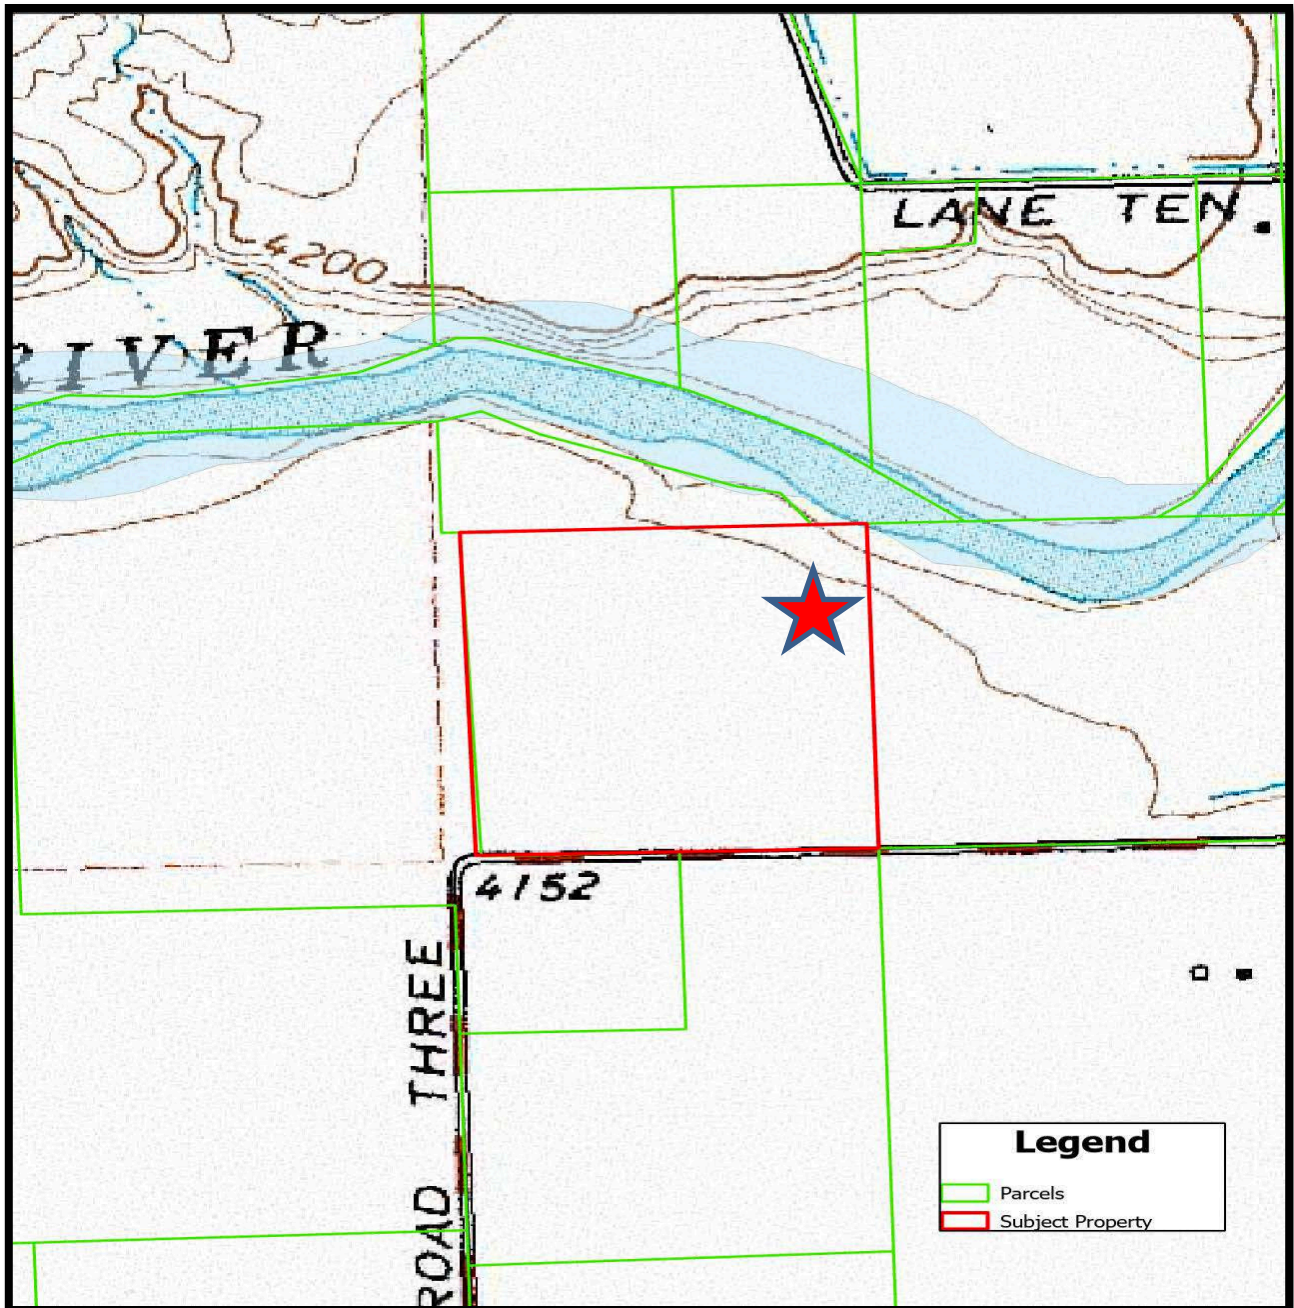 LANE TEN
4200
RIVER
4152
ROAD THREE
Legend
Parcels
Subject Property